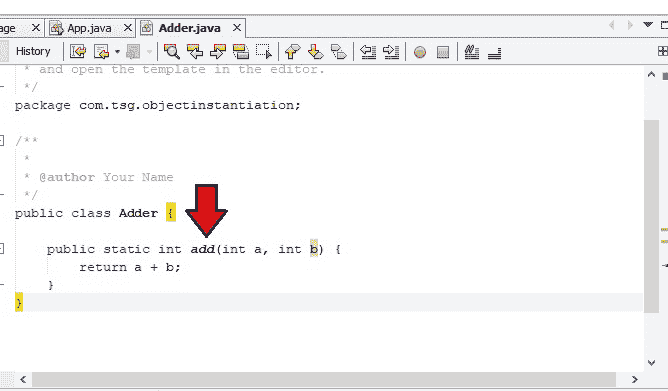 age App.java Adder.java
History
* and open the template in the editor.
*/
package com.tsg.objectinstantiation;
/**
*
* @author Your Name
*/
public class Adder {
public static int add(int a, int b) {
return a + b;
}
}